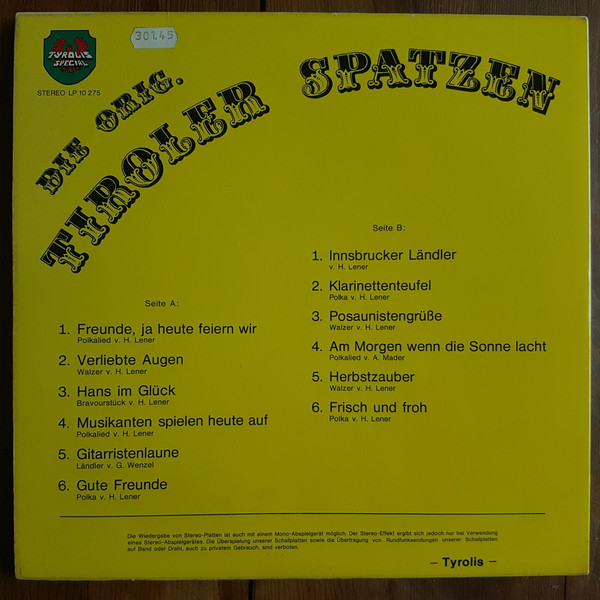 TYROLIS
SPECIAL
STEREO LP 10 275
301.45
DIE ORIG.
TIROLER
SPATZEN
Seite A:
1. Freunde, ja heute feiern wir
Polkalied v. H. Lener
2. Verliebte Augen
Walzer v. H. Lener
3. Hans im Glück
Bravourstück v. H. Lener
4. Musikanten spielen heute auf
Polkalied v. H. Lener
5. Gitarristenlaune
Ländler v. G. Wenzel
6. Gute Freunde
Polka v. H. Lener
Seite B:
1. Innsbrucker Ländler
v. H. Lener
2. Klarinettenteufel
Polka v. H. Lener
3. Posaunistengrüße
Walzer v. H. Lener
4. Am Morgen wenn die Sonne lacht
Polkalied v. A. Mader
5. Herbstzauber
Walzer v. H. Lener
6. Frisch und froh
Polka v. H. Lener
Die Wiedergabe von Stereo-Platten ist auch mit einem Mono-Abspielgerät möglich. Der Stereo-Effekt ergibt sich jedoch nur bei Verwendung
eines Stereo-Abspielgerätes. Die Überspielung unserer Schallplatten sowie die Übertragung von Rundfunksendungen unserer Schallplatten
auf Band oder Draht, auch zu privatem Gebrauch, sind verboten.
– Tyrolis –